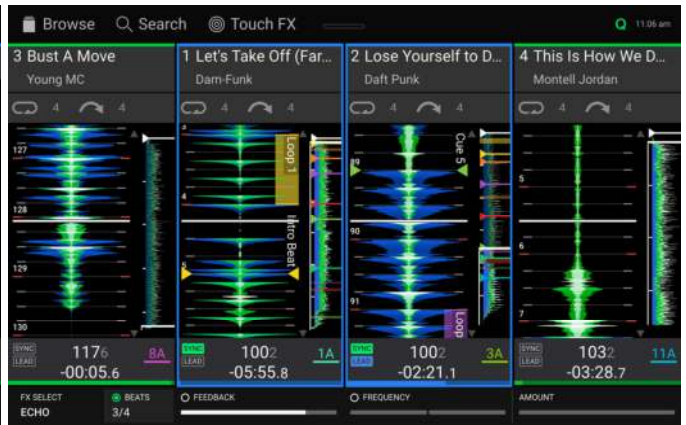 Browse
Search
Touch FX
Q 11.06 am
3 Bust A Move
Young MC
4 4
127
128
129
130
SYNC
LEAD
1176
-00:05.6
8A
1 Let's Take Off (Far...
Dam-Funk
4 4
3
Loop 1
4
Intro Beat
5
SYNC
LEAD
1002
-05:55.8
1A
2 Lose Yourself to D...
Daft Punk
4 4
Cue 5
89
90
91
Loop
SYNC
LEAD
1002
-02:21.1
3A
4 This Is How We D...
Montell Jordan
4 4
5
6
7
SYNC
LEAD
1032
-03:28.7
11A
FX SELECT
ECHO
BEATS
3/4
FEEDBACK
FREQUENCY
AMOUNT